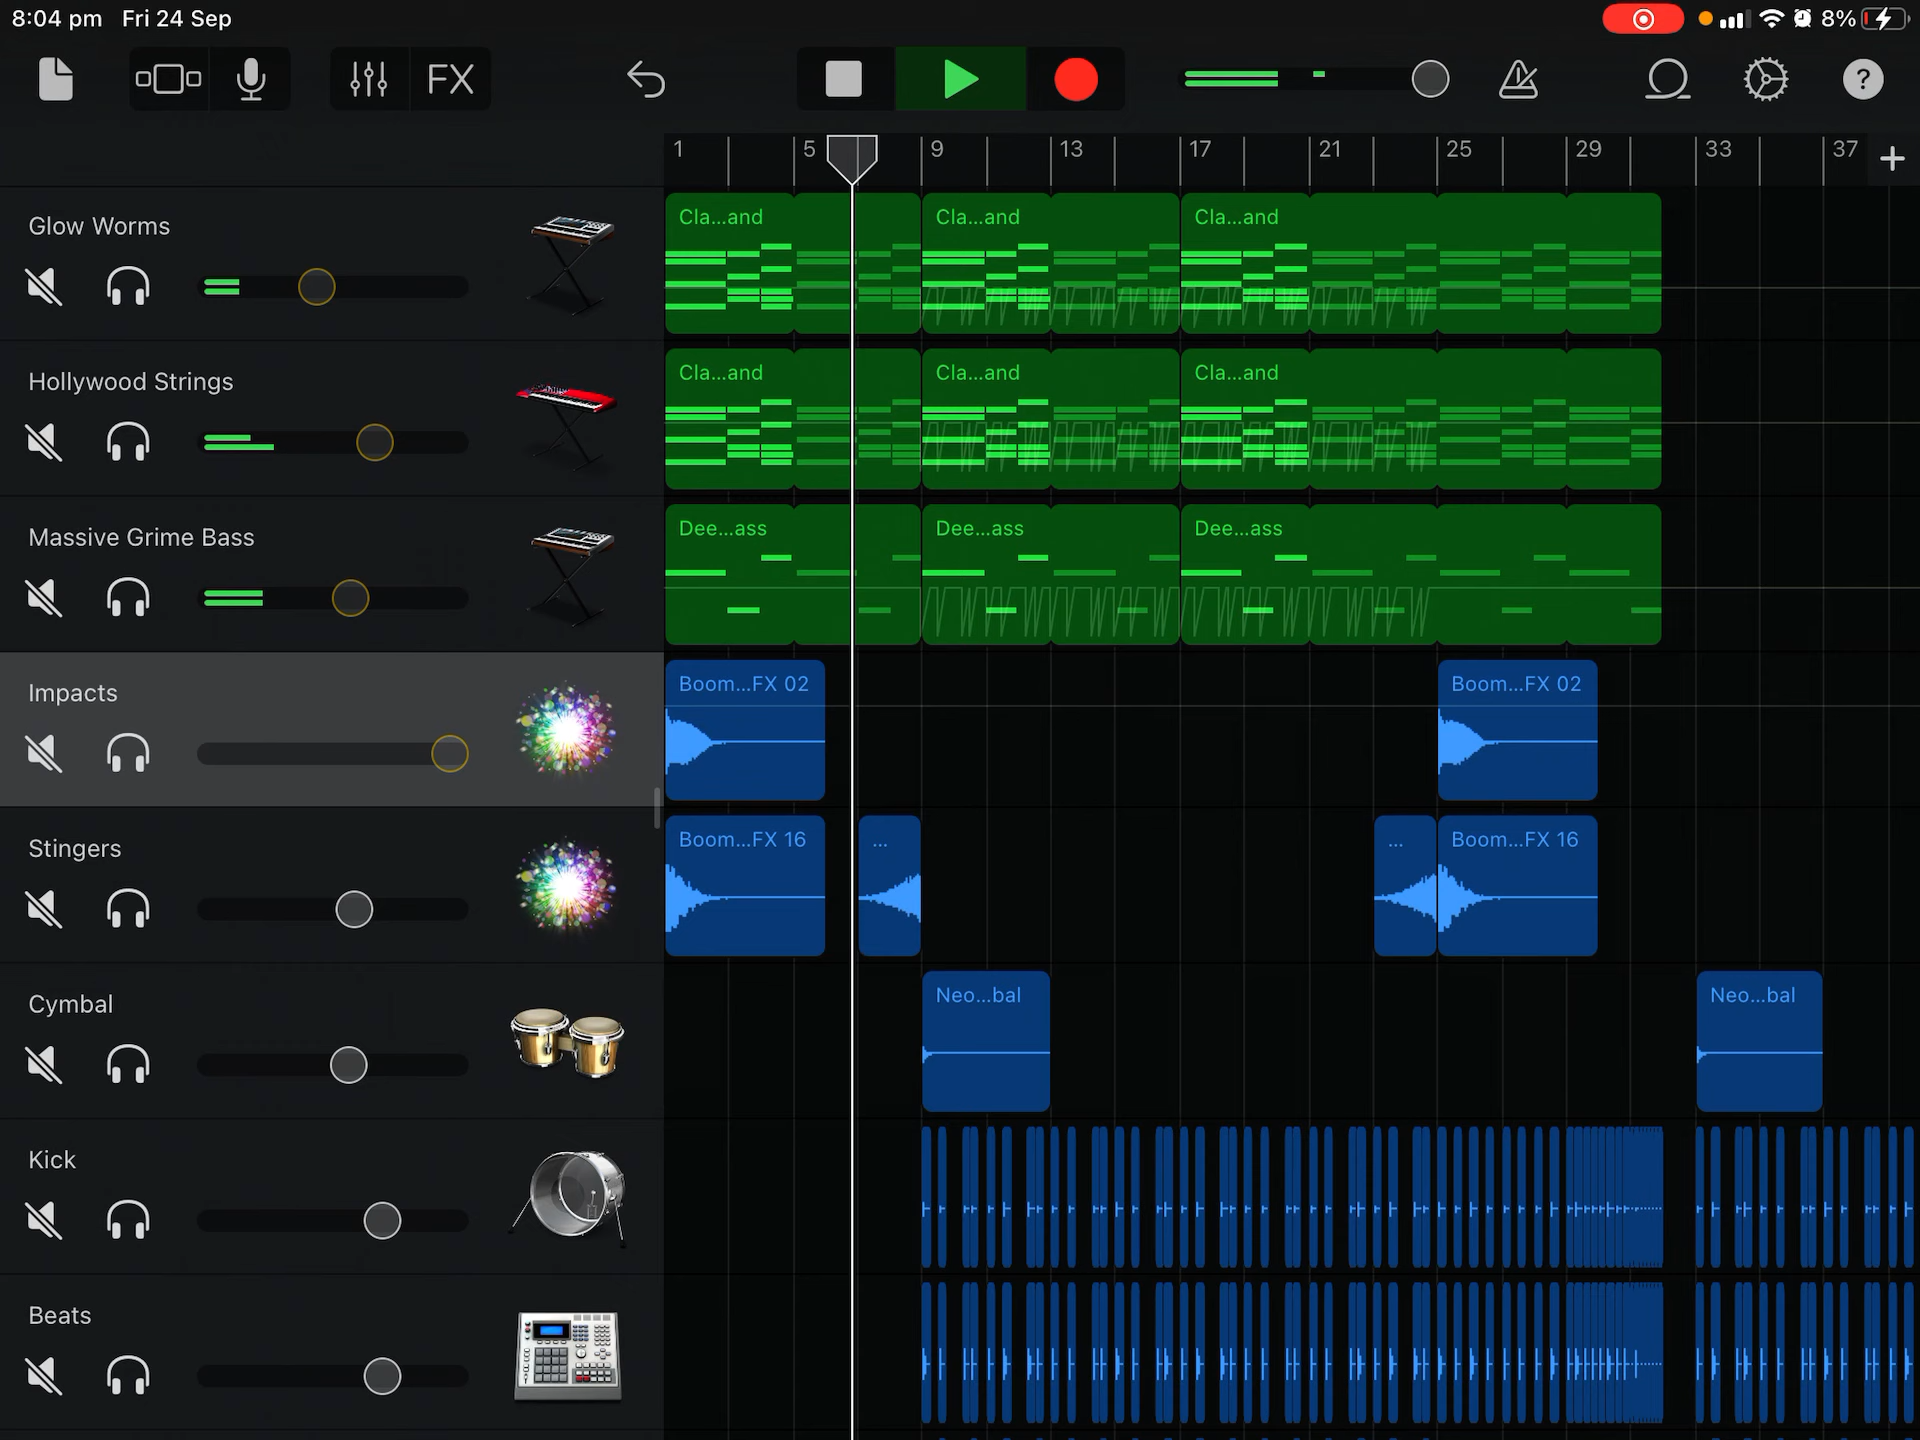 8:04 pm Fri 24 Sep 8%
FX ?
1 5 9 13 17 21 25 29 33 37 +
Glow Worms
Cla...and Cla...and Cla...and
Hollywood Strings
Cla...and Cla...and Cla...and
Massive Grime Bass
Dee...ass Dee...ass Dee...ass
Impacts
Boom...FX 02 Boom...FX 02
Stingers
Boom...FX 16 ... ... Boom...FX 16
Cymbal
Neo...bal Neo...bal
Kick
Beats